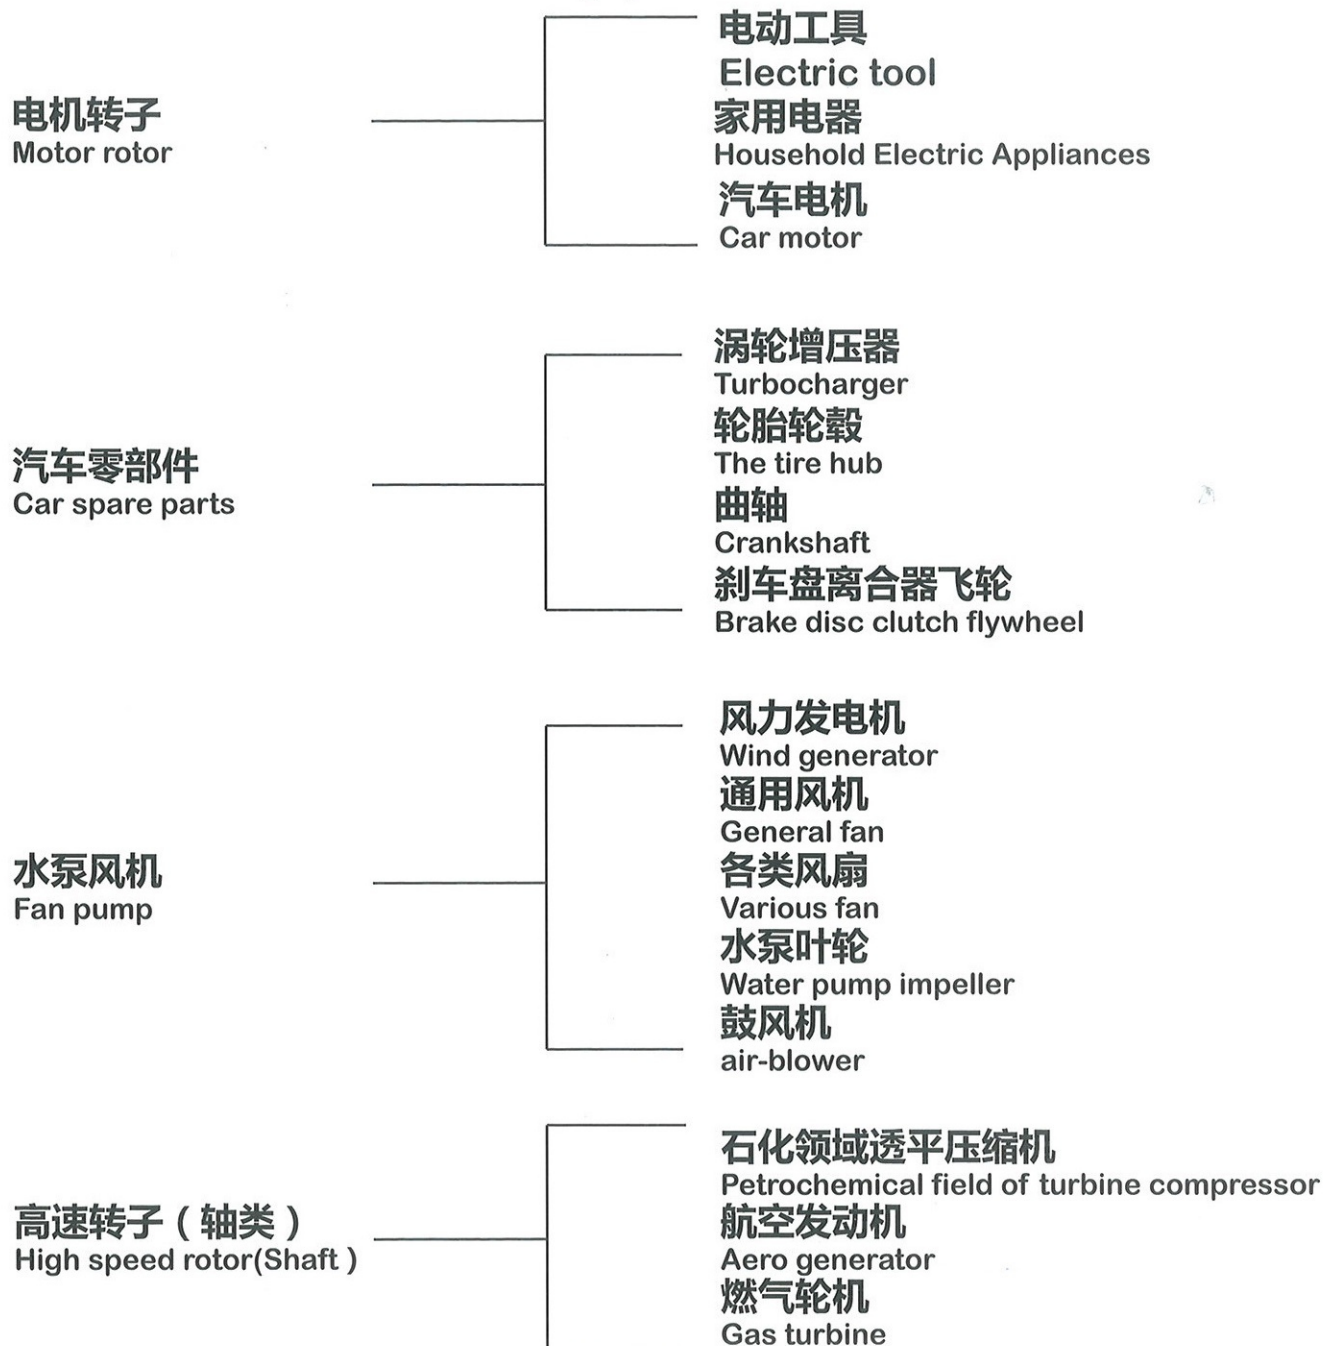 电机转子
Motor rotor
电动工具
Electric tool
家用电器
Household Electric Appliances
汽车电机
Car motor
汽车零部件
Car spare parts
涡轮增压器
Turbocharger
轮胎轮毂
The tire hub
曲轴
Crankshaft
刹车盘离合器飞轮
Brake disc clutch flywheel
水泵风机
Fan pump
风力发电机
Wind generator
通用风机
General fan
各类风扇
Various fan
水泵叶轮
Water pump impeller
鼓风机
air-blower
高速转子（轴类）
High speed rotor(Shaft )
石化领域透平压缩机
Petrochemical field of turbine compressor
航空发动机
Aero generator
燃气轮机
Gas turbine